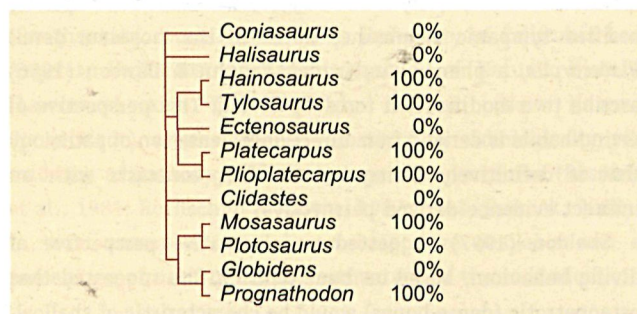 Coniasaurus 0%
Halisaurus 0%
Hainosaurus 100%
Tylosaurus 100%
Ectenosaurus 0%
Platecarpus 100%
Plioplatecarpus 100%
Clidastes 0%
Mosasaurus 100%
Plotosaurus 0%
Globidens 0%
Prognathodon 100%